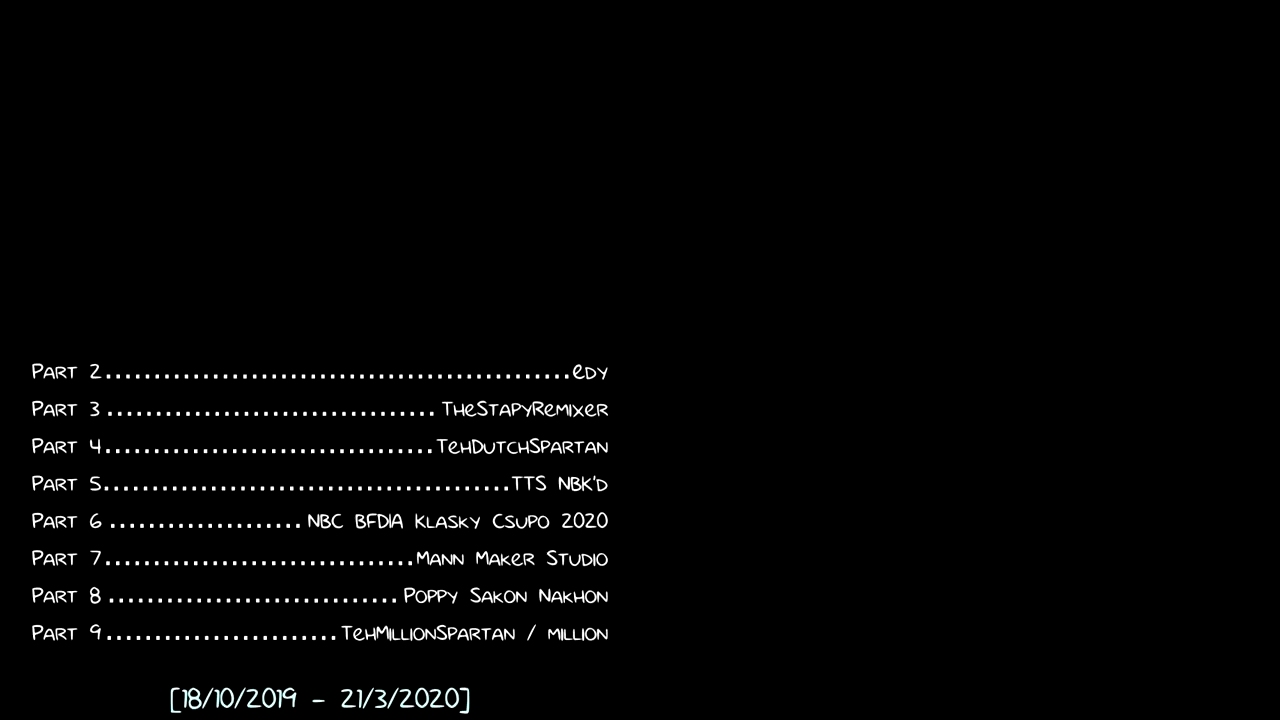 Part 2...............................................edy
Part 3 ................................. TheStapyRemixer
Part 4.................................TehDutchSpartan
Part 5.........................................TTS NBK'd
Part 6 .................... NBC BFDIA Klasky Csupo 2020
Part 7...............................Mann Maker Studio
Part 8 ............................. Poppy Sakon Nakhon
Part 9.......................TehMillionSpartan / million
[18/10/2019 - 21/3/2020]